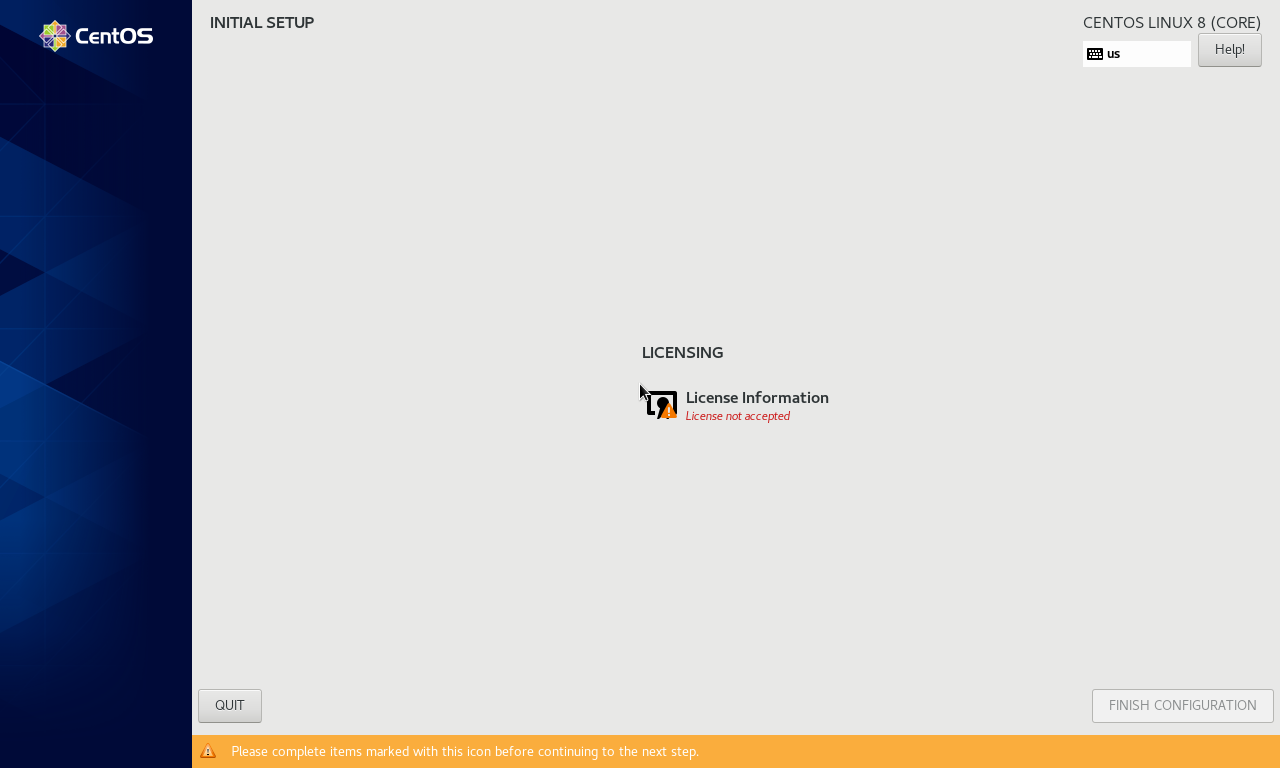 CentOS
INITIAL SETUP
CENTOS LINUX 8 (CORE)
us
Help!
LICENSING
License Information
License not accepted
QUIT
FINISH CONFIGURATION
Please complete items marked with this icon before continuing to the next step.